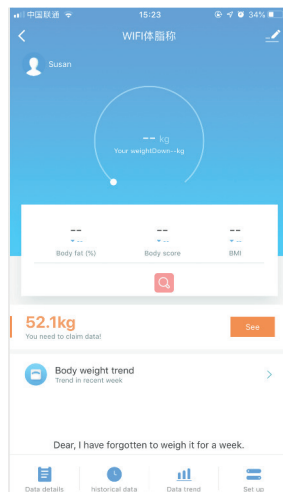 中国联通 15:23 34%
WIFI体脂称
Susan
-- kg
Your weightDown--kg
-- -- --
-- -- --
Body fat (%) Body score BMI
52.1kg
You need to claim data!
See
Body weight trend
Trend in recent week
Dear, I have forgotten to weigh it for a week.
Data details historical data Data trend Set up